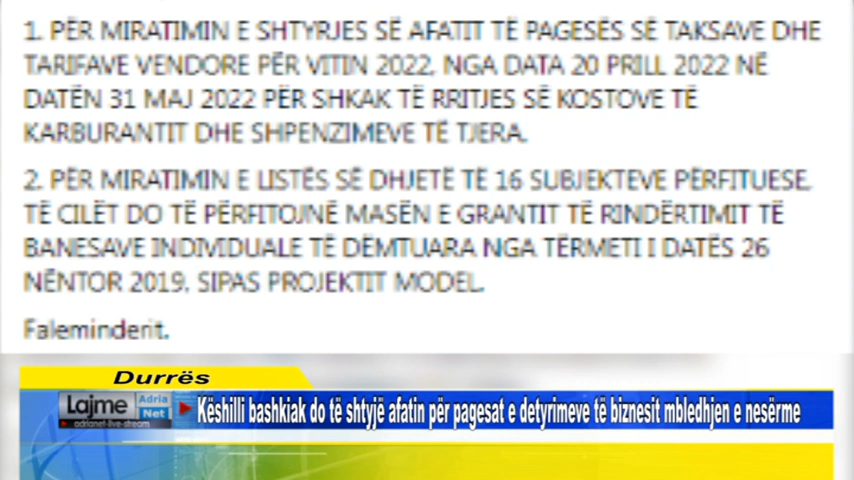 1. PËR MIRATIMIN E SHTYRJES SË AFATIT TË PAGESËS SË TAKSAVE DHE
TARIFAVE VENDORE PËR VITIN 2022, NGA DATA 20 PRILL 2022 NË
DATËN 31 MAJ 2022 PËR SHKAK TË RRITJES SË KOSTOVE TË
KARBURANTIT DHE SHPENZIMEVE TË TJERA.
2. PËR MIRATIMIN E LISTËS SË DHJETË TË 16 SUBJEKTEVE PËRFITUESE,
TË CILËT DO TË PËRFITOJNË MASËN E GRANTIT TË RINDËRTIMIT TË
BANESAVE INDIVIDUALE TË DËMTUARA NGA TËRMETI I DATËS 26
NËNTOR 2019, SIPAS PROJEKTIT MODEL.
Faleminderit.
Durrës
Lajme Adria Net
Këshilli bashkiak do të shtyjë afatin për pagesat e detyrimeve të biznesit mbledhjen e nesërme
adrianet-live-stream